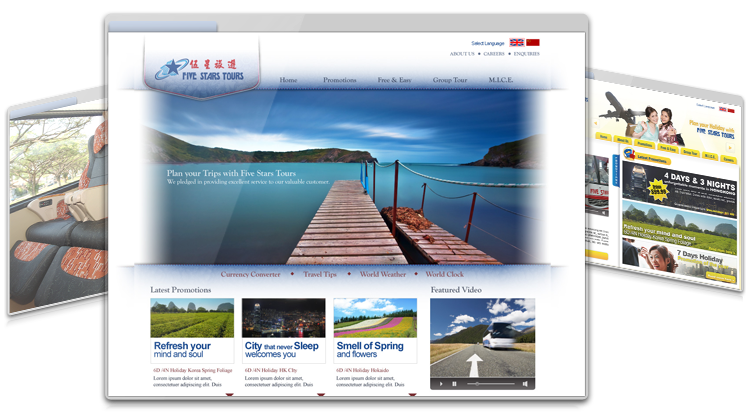 Select Language
ABOUT US • CAREERS • ENQUIRIES
伍星旅遊
FIVE STARS TOURS
Home Promotions Free & Easy Group Tour M.I.C.E.
Plan your Trips with Five Stars Tours
We pledged in providing excellent service to our valuable customer.
Currency Converter • Travel Tips • World Weather • World Clock
Latest Promotions
Featured Video
Refresh your
mind and soul
6D /4N Holiday Korea Spring Foliage
Lorem ipsum dolor sit amet,
consectetuer adipiscing elit. Duis
City that never Sleep
welcomes you
6D /4N Holiday HK City
Lorem ipsum dolor sit amet,
consectetuer adipiscing elit. Duis
Smell of Spring
and flowers
6D /4N Holiday Hokaido
Lorem ipsum dolor sit amet,
consectetuer adipiscing elit. Duis
Plan your Holiday with
FIVE STARS TOURS
Latest Promotions
4 DAYS & 3 NIGHTS
Refresh your mind and soul
6D /4N Holiday Korea Spring Foliage
7 Days Holiday